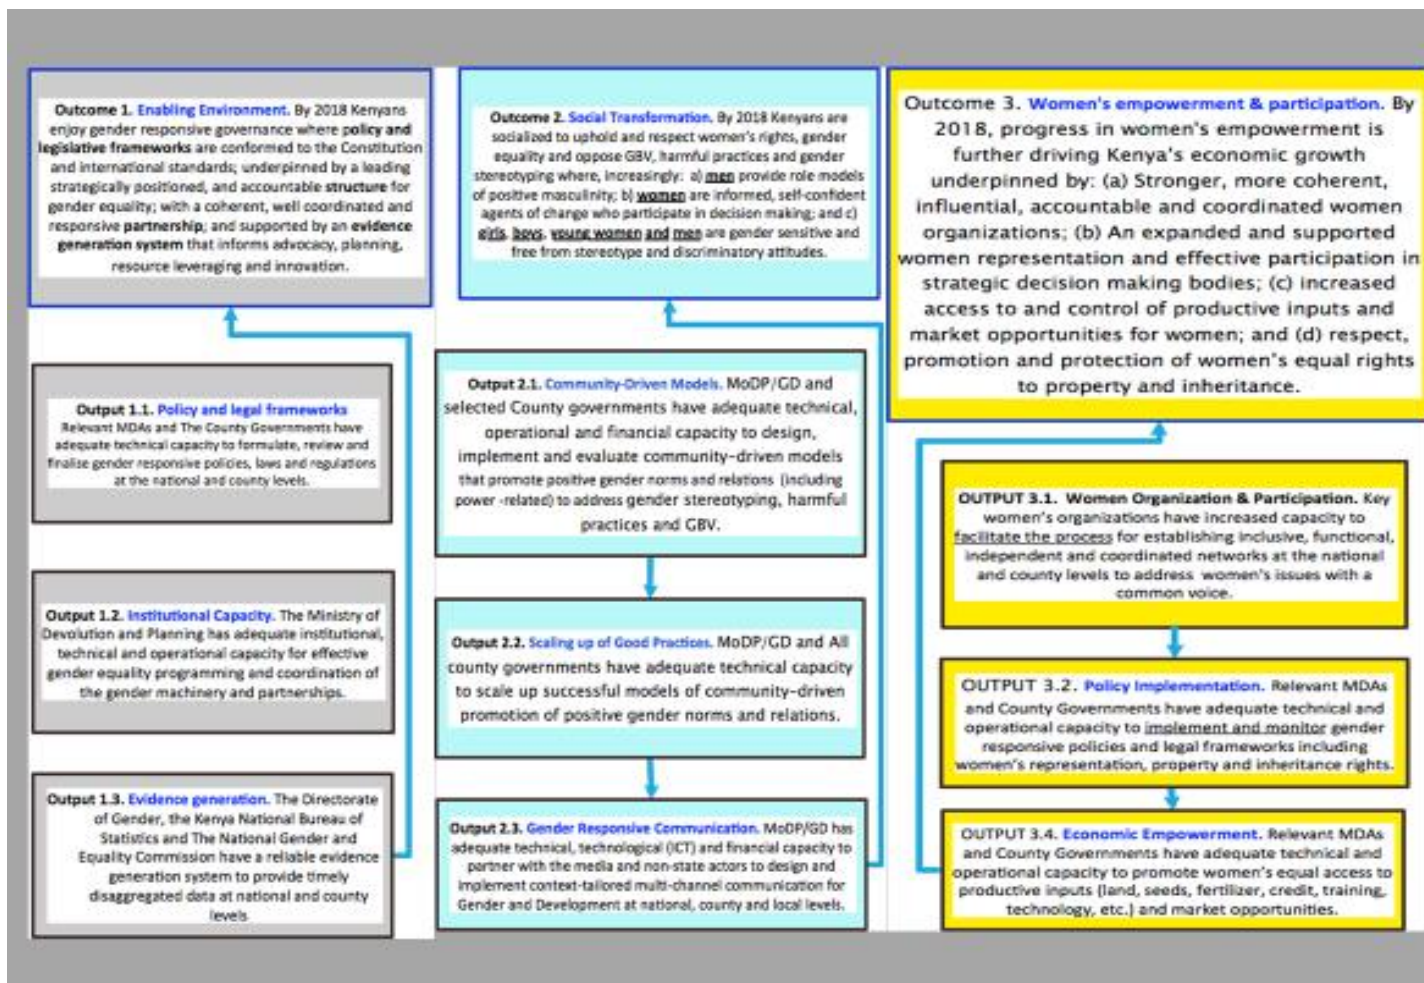 Outcome 1. Enabling Environment. By 2018 Kenyans
enjoy gender responsive governance where policy and
legislative frameworks are conformed to the Constitution
and international standards; underpinned by a leading
strategically positioned, and accountable structure for
gender equality; with a coherent, well coordinated and
responsive partnership; and supported by an evidence
generation system that informs advocacy, planning,
resource leveraging and innovation.
Output 1.1. Policy and legal frameworks
Relevant MDAs and The County Governments have
adequate technical capacity to formulate, review and
finalise gender responsive policies, laws and regulations
at the national and county levels.
Output 1.2. Institutional Capacity. The Ministry of
Devolution and Planning has adequate institutional,
technical and operational capacity for effective
gender equality programming and coordination of
the gender machinery and partnerships.
Output 1.3. Evidence generation. The Directorate
of Gender, the Kenya National Bureau of
Statistics and The National Gender and
Equality Commission have a reliable evidence
generation system to provide timely
disaggregated data at national and county
levels
Outcome 2. Social Transformation. By 2018 Kenyans are
socialized to uphold and respect women's rights, gender
equality and oppose GBV, harmful practices and gender
stereotyping where, increasingly: a) men provide role models
of positive masculinity; b) women are informed, self-confident
agents of change who participate in decision making; and c)
girls, boys, young women and men are gender sensitive and
free from stereotype and discriminatory attitudes.
Output 2.1. Community-Driven Models. MoDP/GD and
selected County governments have adequate technical,
operational and financial capacity to design,
implement and evaluate community-driven models
that promote positive gender norms and relations (including
power -related) to address gender stereotyping, harmful
practices and GBV.
Output 2.2. Scaling up of Good Practices. MoDP/GD and All
county governments have adequate technical capacity
to scale up successful models of community-driven
promotion of positive gender norms and relations.
Output 2.3. Gender Responsive Communication. MoDP/GD has
adequate technical, technological (ICT) and financial capacity to
partner with the media and non-state actors to design and
implement context-tailored multi-channel communication for
Gender and Development at national, county and local levels.
Outcome 3. Women's empowerment & participation. By
2018, progress in women's empowerment is
further driving Kenya's economic growth
underpinned by: (a) Stronger, more coherent,
influential, accountable and coordinated women
organizations; (b) An expanded and supported
women representation and effective participation in
strategic decision making bodies; (c) increased
access to and control of productive inputs and
market opportunities for women; and (d) respect,
promotion and protection of women's equal rights
to property and inheritance.
OUTPUT 3.1. Women Organization & Participation. Key
women's organizations have increased capacity to
facilitate the process for establishing inclusive, functional,
independent and coordinated networks at the national
and county levels to address women's issues with a
common voice.
OUTPUT 3.2. Policy Implementation. Relevant MDAs
and County Governments have adequate technical and
operational capacity to implement and monitor gender
responsive policies and legal frameworks including
women's representation, property and inheritance rights.
OUTPUT 3.4. Economic Empowerment. Relevant MDAs
and County Governments have adequate technical and
operational capacity to promote women's equal access to
productive inputs (land, seeds, fertilizer, credit, training,
technology, etc.) and market opportunities.